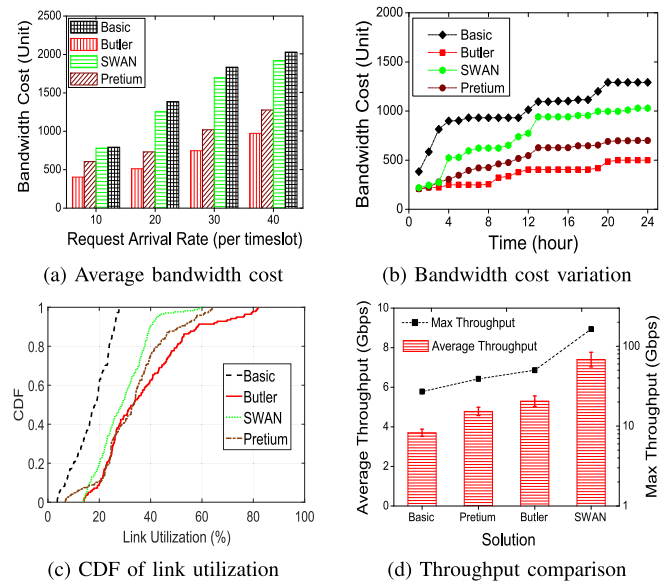 Bandwidth Cost (Unit)
2500
2000
1500
1000
500
0
Basic
Butler
SWAN
Pretium
10
20
30
40
Request Arrival Rate (per timeslot)
(a) Average bandwidth cost
Bandwidth Cost (Unit)
2000
1500
1000
500
0
Basic
Butler
SWAN
Pretium
0
4
8
12
16
20
24
Time (hour)
(b) Bandwidth cost variation
CDF
1
0.8
0.6
0.4
0.2
0
Basic
Butler
SWAN
Pretium
0
20
40
60
80
100
Link Utilization (%)
(c) CDF of link utilization
Average Throughput (Gbps)
10
8
6
4
2
0
Max Throughput
Average Throughput
100
10
1
Max Throughput (Gbps)
Basic
Pretium
Butler
SWAN
Solution
(d) Throughput comparison